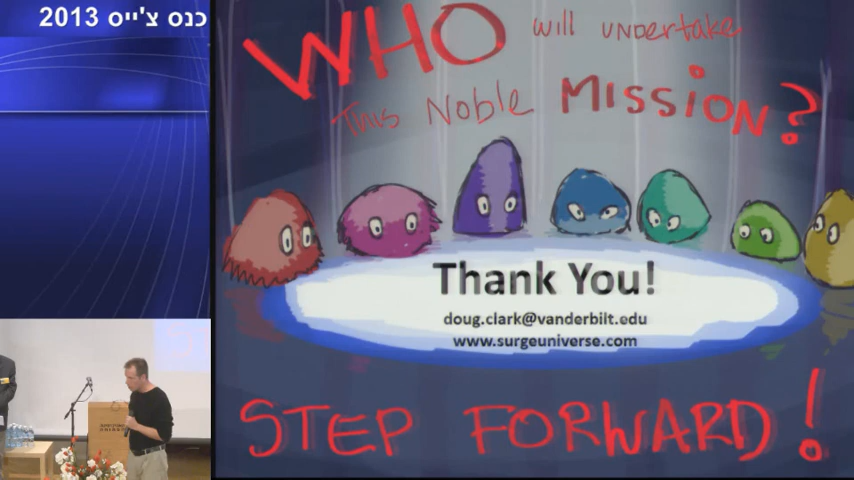 כנס צ'ייס 2013
WHO will undertake
This Noble MISSION?
Thank You!
doug.clark@vanderbilt.edu
www.surgeuniverse.com
STEP FORWARD!